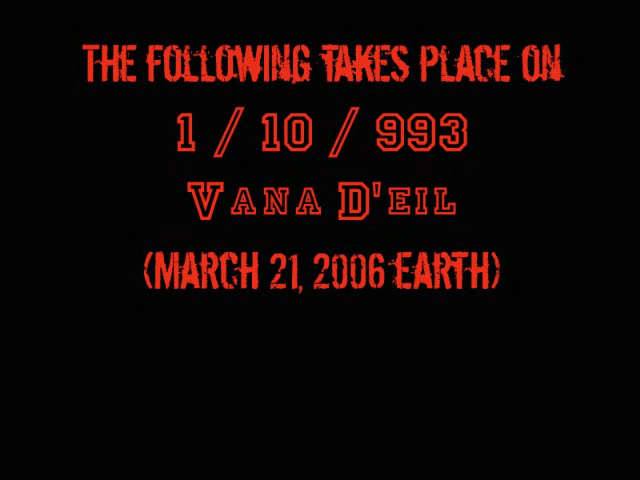 THE FOLLOWING TAKES PLACE ON
1 / 10 / 993
VANA D'EIL
(MARCH 21, 2006 EARTH)